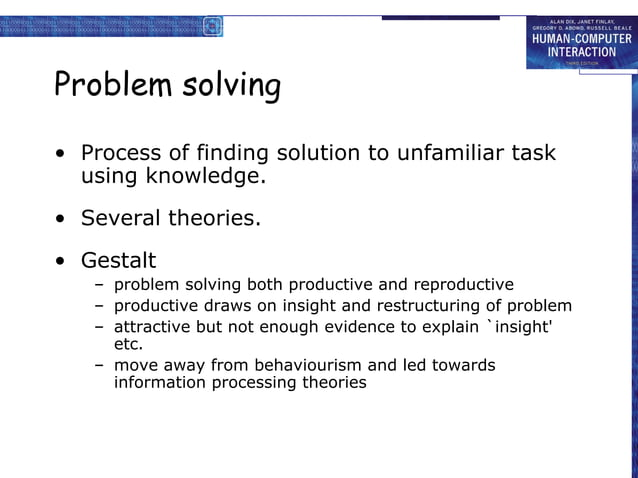 ALAN DIX, JANET FINLAY,
GREGORY D. ABOWD, RUSSELL BEALE
HUMAN-COMPUTER
INTERACTION
THIRD EDITION
Problem solving
• Process of finding solution to unfamiliar task
using knowledge.
• Several theories.
• Gestalt
– problem solving both productive and reproductive
– productive draws on insight and restructuring of problem
– attractive but not enough evidence to explain `insight'
etc.
– move away from behaviourism and led towards
information processing theories